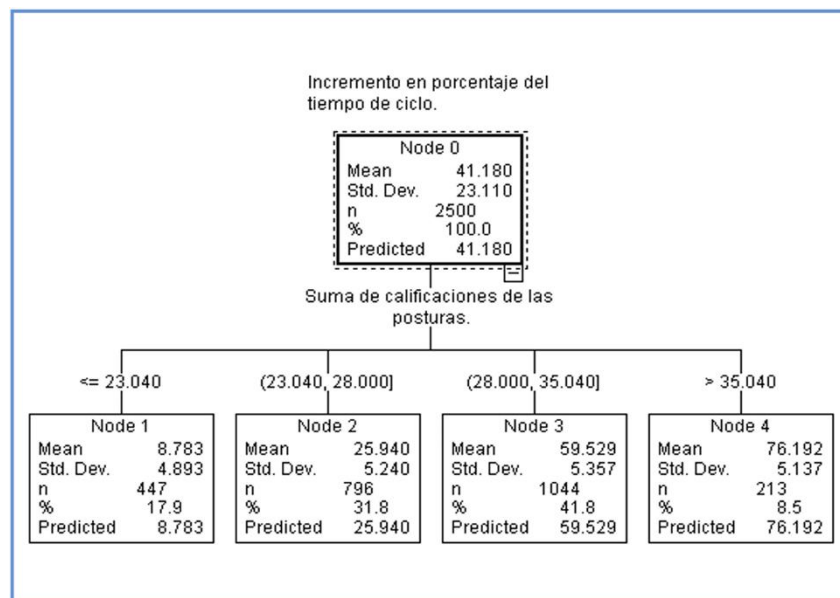 Incremento en porcentaje del
tiempo de ciclo.
Node 0
Mean 41.180
Std. Dev. 23.110
n 2500
% 100.0
Predicted 41.180
Suma de calificaciones de las
posturas.
<= 23.040
(23.040, 28.000]
(28.000, 35.040]
> 35.040
Node 1
Mean 8.783
Std. Dev. 4.893
n 447
% 17.9
Predicted 8.783
Node 2
Mean 25.940
Std. Dev. 5.240
n 796
% 31.8
Predicted 25.940
Node 3
Mean 59.529
Std. Dev. 5.357
n 1044
% 41.8
Predicted 59.529
Node 4
Mean 76.192
Std. Dev. 5.137
n 213
% 8.5
Predicted 76.192